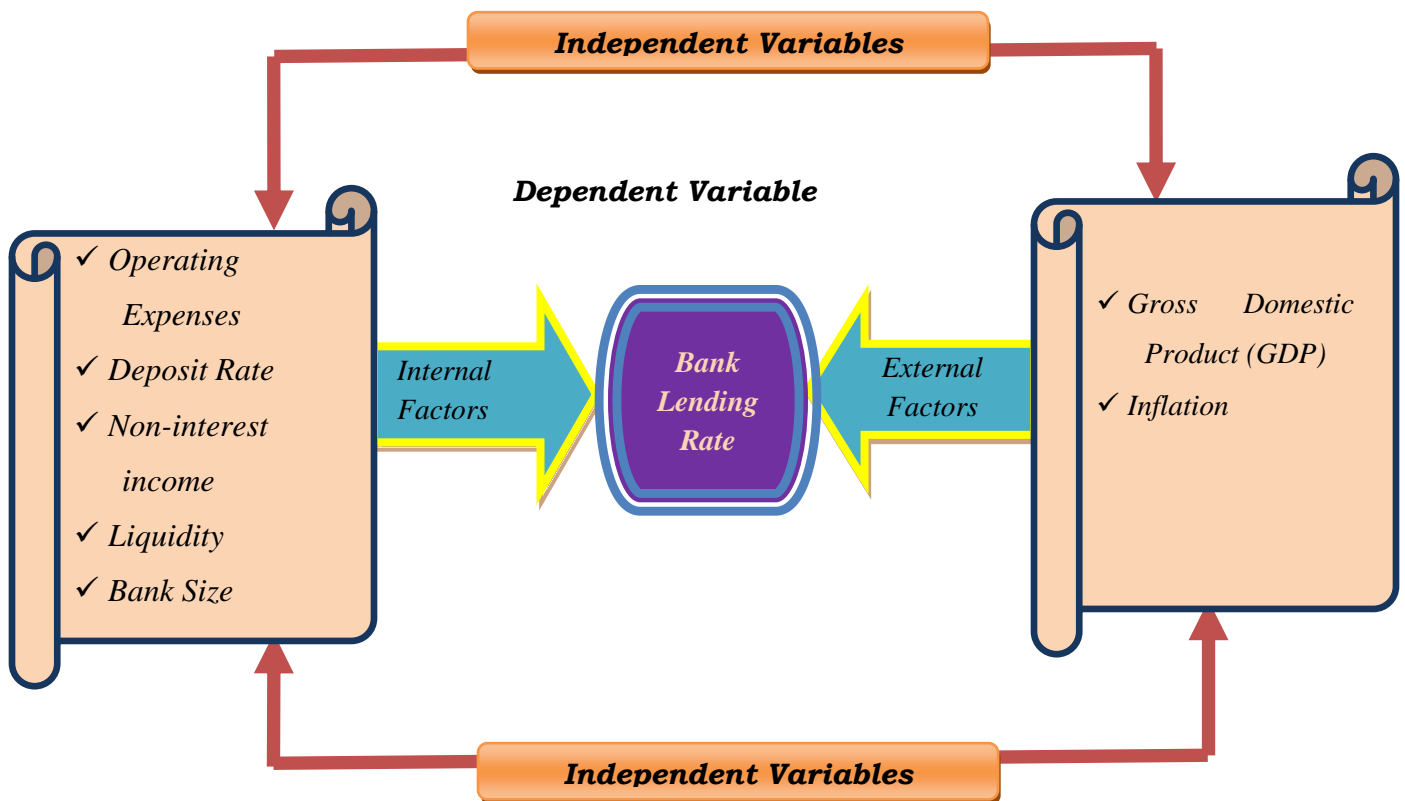 Independent Variables
Dependent Variable
✓ Operating
Expenses
✓ Deposit Rate
✓ Non-interest
income
✓ Liquidity
✓ Bank Size
Internal
Factors
Bank
Lending
Rate
External
Factors
✓ Gross Domestic
Product (GDP)
✓ Inflation
Independent Variables